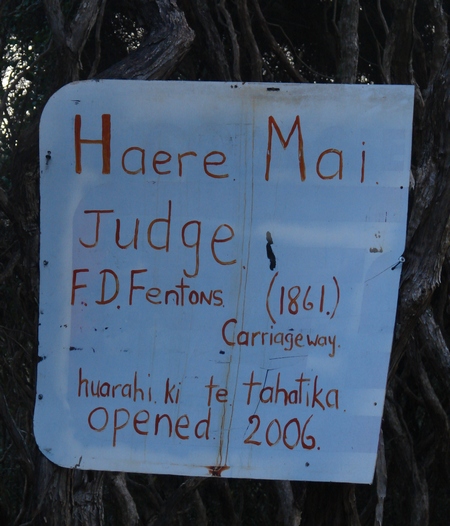 Haere Mai.
Judge.
F.D.Fentons. (1861.)
Carriageway.
huarahi ki te tahatika.
opened 2006.